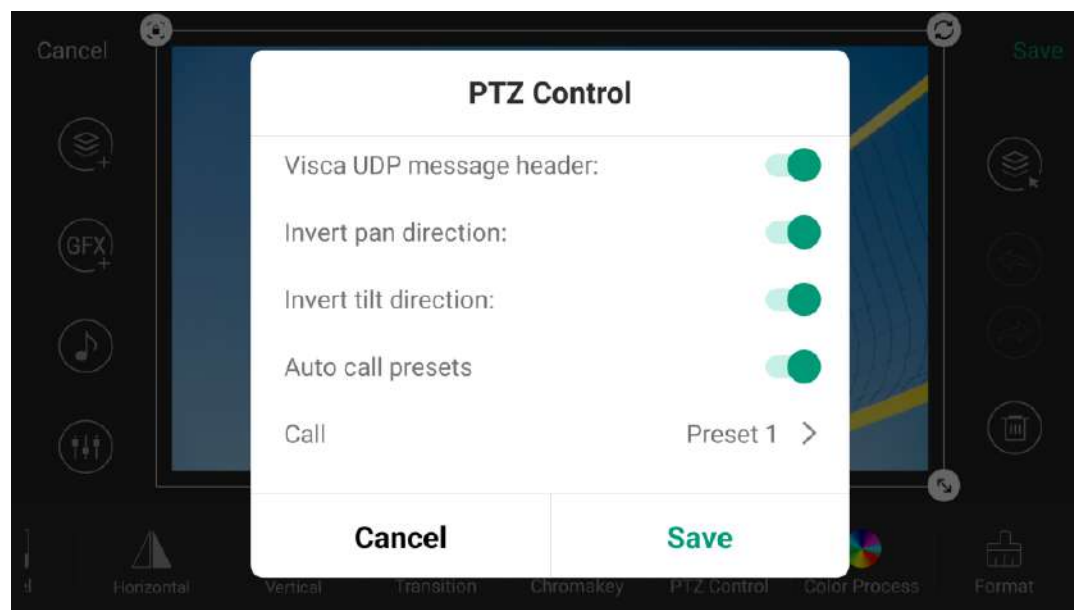 Cancel
Save
PTZ Control
Visca UDP message header:
Invert pan direction:
GFX
Invert tilt direction:
Auto call presets
Call Preset 1
Cancel Save
Horizontal Vertical Transition Chromakey PTZ Control Color Process Format